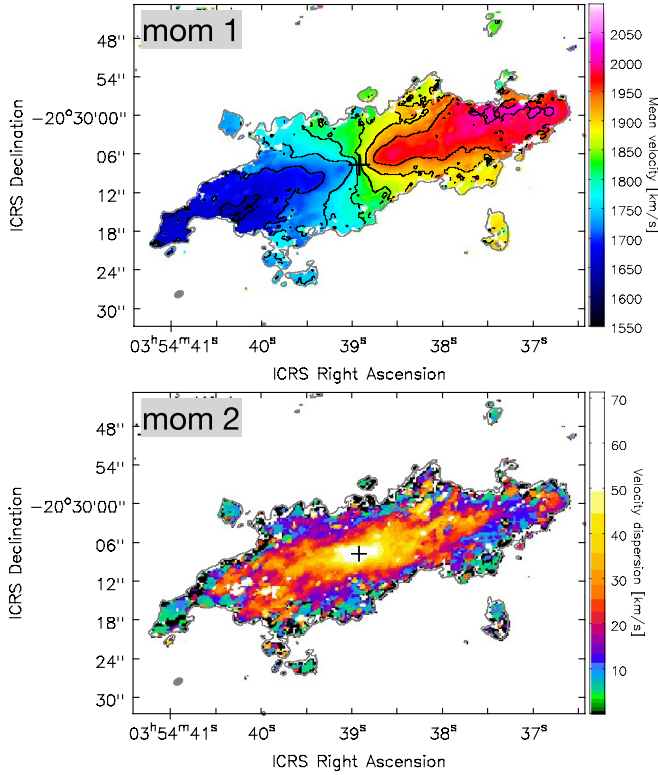 mom 1
48''
54''
−20°30'00''
06''
12''
18''
24''
30''
ICRS Declination
03ʰ54ᵐ41ˢ
40ˢ
39ˢ
38ˢ
37ˢ
ICRS Right Ascension
2050
2000
1950
1900
1850
1800
1750
1700
1650
1600
1550
Mean velocity [km/s]
mom 2
48''
54''
−20°30'00''
06''
12''
18''
24''
30''
ICRS Declination
03ʰ54ᵐ41ˢ
40ˢ
39ˢ
38ˢ
37ˢ
ICRS Right Ascension
70
60
50
40
30
20
10
Velocity dispersion [km/s]